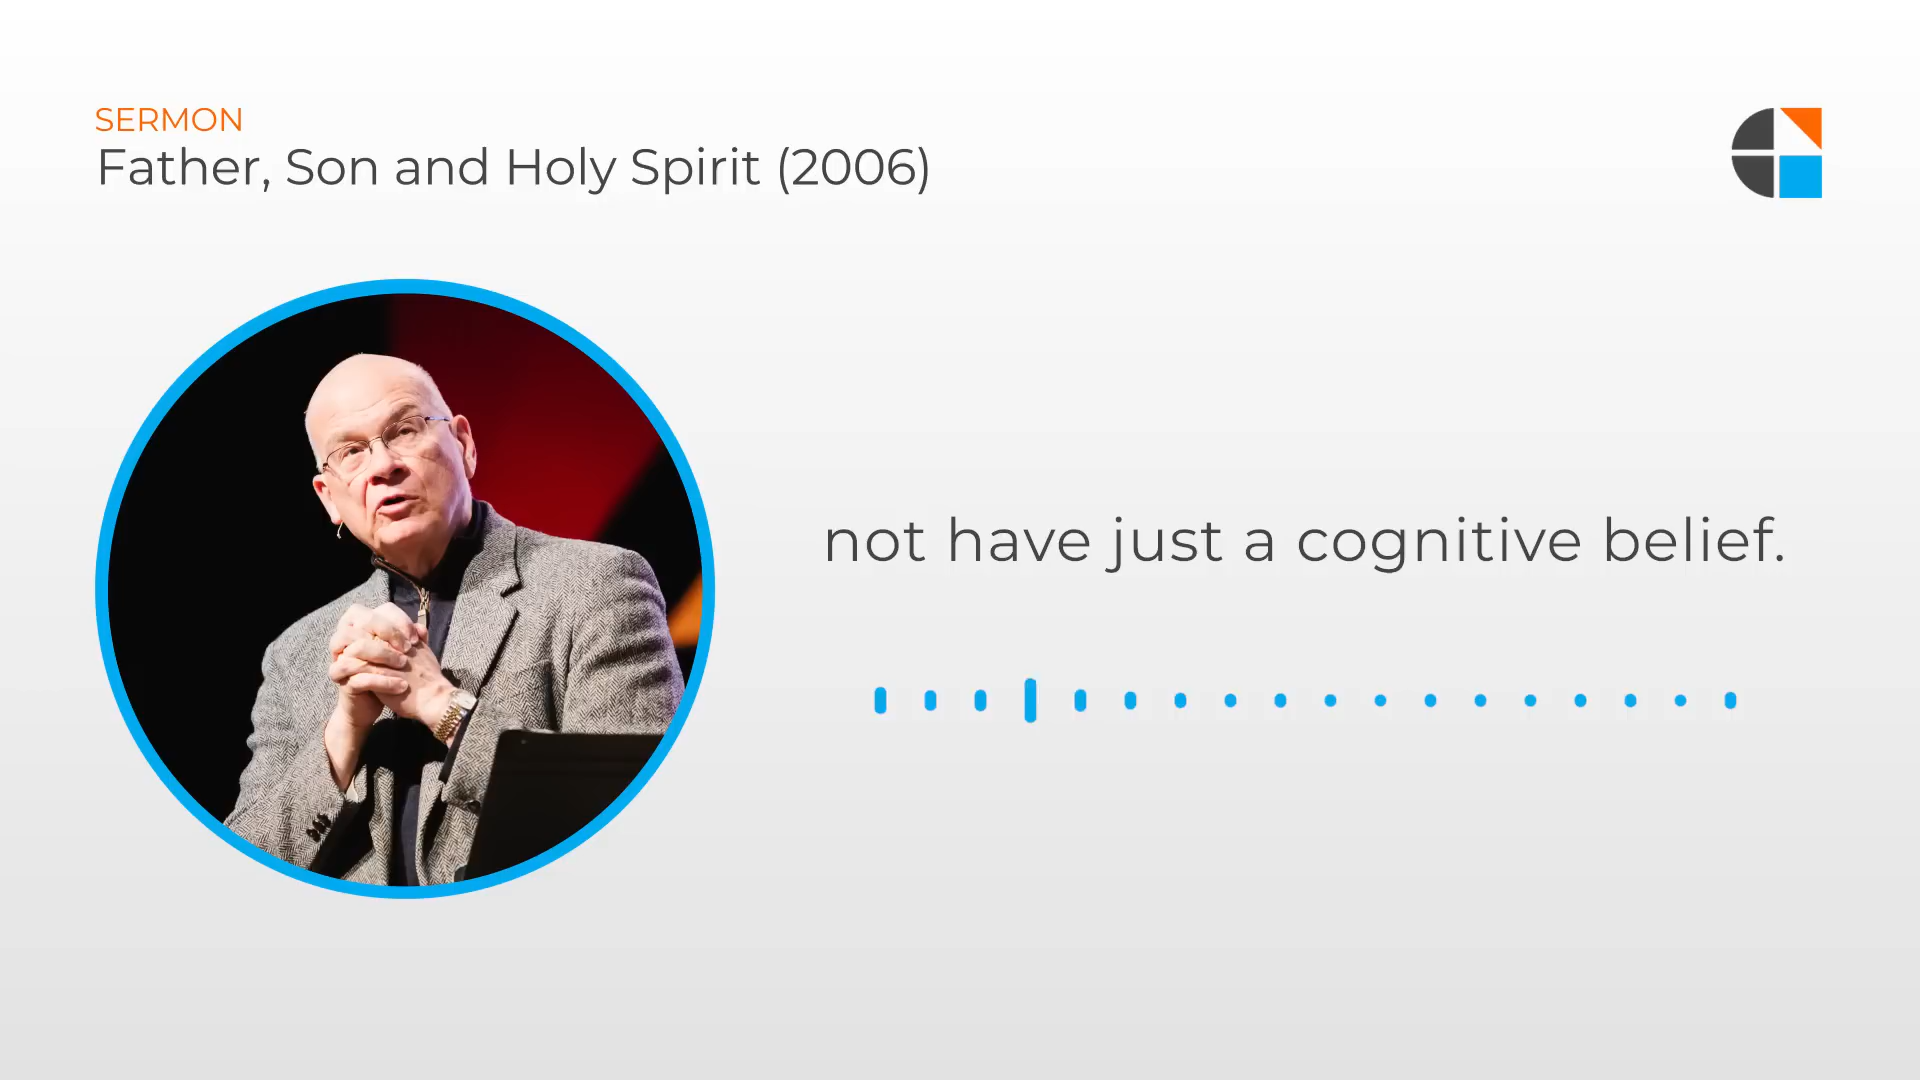 SERMON
Father, Son and Holy Spirit (2006)
not have just a cognitive belief.